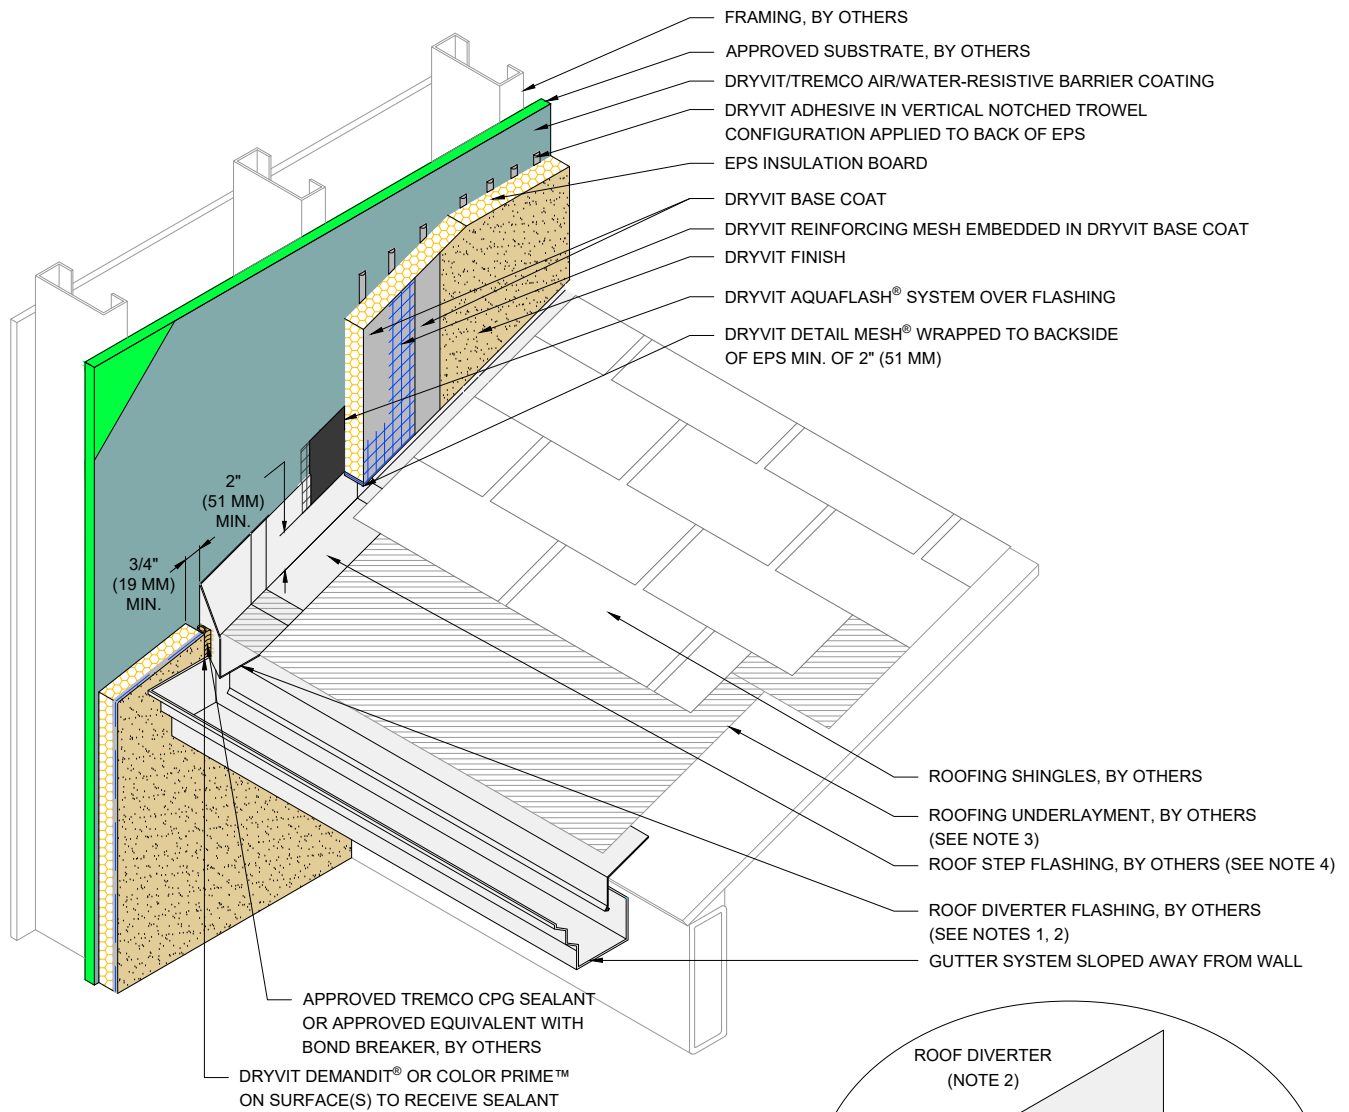 FRAMING, BY OTHERS
APPROVED SUBSTRATE, BY OTHERS
DRYVIT/TREMCO AIR/WATER-RESISTIVE BARRIER COATING
DRYVIT ADHESIVE IN VERTICAL NOTCHED TROWEL
CONFIGURATION APPLIED TO BACK OF EPS
EPS INSULATION BOARD
DRYVIT BASE COAT
DRYVIT REINFORCING MESH EMBEDDED IN DRYVIT BASE COAT
DRYVIT FINISH
DRYVIT AQUAFLASH® SYSTEM OVER FLASHING
DRYVIT DETAIL MESH® WRAPPED TO BACKSIDE
OF EPS MIN. OF 2" (51 MM)
2"
(51 MM)
MIN.
3/4"
(19 MM)
MIN.
ROOFING SHINGLES, BY OTHERS
ROOFING UNDERLAYMENT, BY OTHERS
(SEE NOTE 3)
ROOF STEP FLASHING, BY OTHERS (SEE NOTE 4)
ROOF DIVERTER FLASHING, BY OTHERS
(SEE NOTES 1, 2)
GUTTER SYSTEM SLOPED AWAY FROM WALL
APPROVED TREMCO CPG SEALANT
OR APPROVED EQUIVALENT WITH
BOND BREAKER, BY OTHERS
DRYVIT DEMANDIT® OR COLOR PRIME™
ON SURFACE(S) TO RECEIVE SEALANT
ROOF DIVERTER
(NOTE 2)